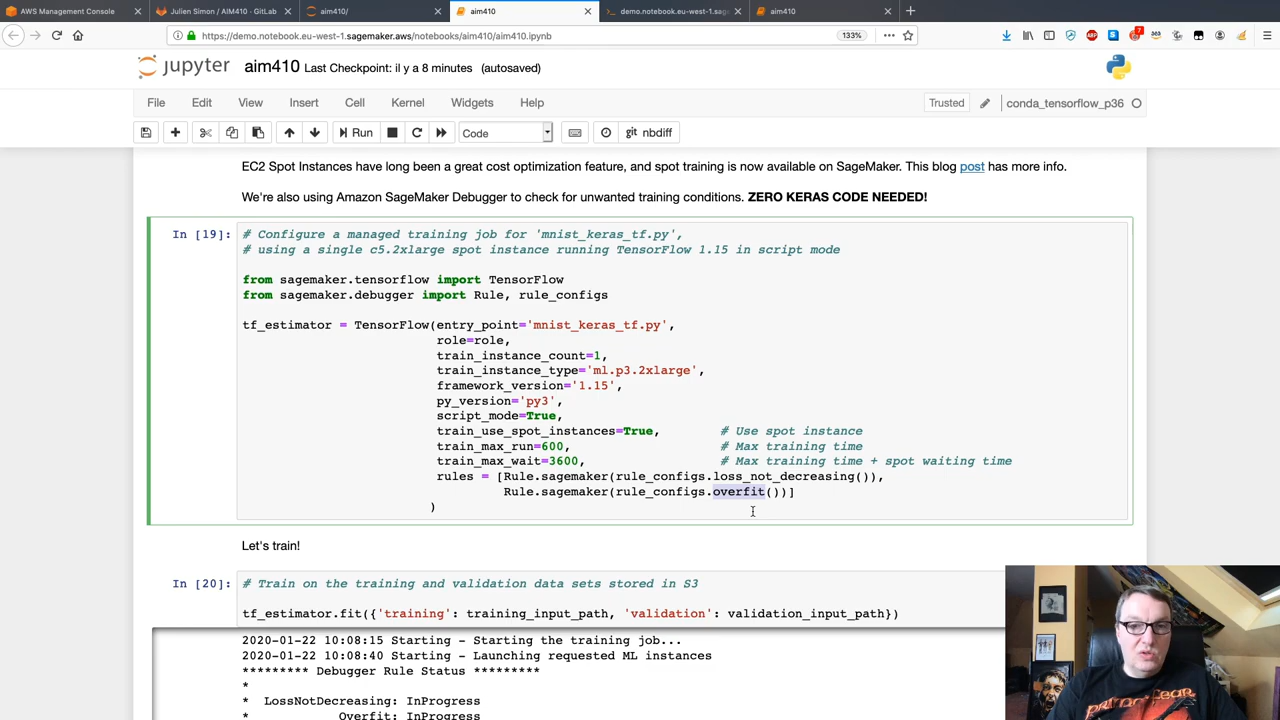 AWS Management Console
Julien Simon / AIM410 · GitLab
aim410/
aim410
demo.notebook.eu-west-1.sage
aim410
https://demo.notebook.eu-west-1.sagemaker.aws/notebooks/aim410/aim410.ipynb
133%
jupyter aim410 Last Checkpoint: il y a 8 minutes (autosaved)
File Edit View Insert Cell Kernel Widgets Help
Trusted
conda_tensorflow_p36
Run
Code
nbdiff
EC2 Spot Instances have long been a great cost optimization feature, and spot training is now available on SageMaker. This blog post has more info.
We're also using Amazon SageMaker Debugger to check for unwanted training conditions. ZERO KERAS CODE NEEDED!
In [19]: # Configure a managed training job for 'mnist_keras_tf.py',
# using a single c5.2xlarge spot instance running TensorFlow 1.15 in script mode
from sagemaker.tensorflow import TensorFlow
from sagemaker.debugger import Rule, rule_configs
tf_estimator = TensorFlow(entry_point='mnist_keras_tf.py',
role=role,
train_instance_count=1,
train_instance_type='ml.p3.2xlarge',
framework_version='1.15',
py_version='py3',
script_mode=True,
train_use_spot_instances=True, # Use spot instance
train_max_run=600, # Max training time
train_max_wait=3600, # Max training time + spot waiting time
rules = [Rule.sagemaker(rule_configs.loss_not_decreasing()),
Rule.sagemaker(rule_configs.overfit())]
)
Let's train!
In [20]: # Train on the training and validation data sets stored in S3
tf_estimator.fit({'training': training_input_path, 'validation': validation_input_path})
2020-01-22 10:08:15 Starting - Starting the training job...
2020-01-22 10:08:40 Starting - Launching requested ML instances
********* Debugger Rule Status *********
*
* LossNotDecreasing: InProgress
* Overfit: InProgress